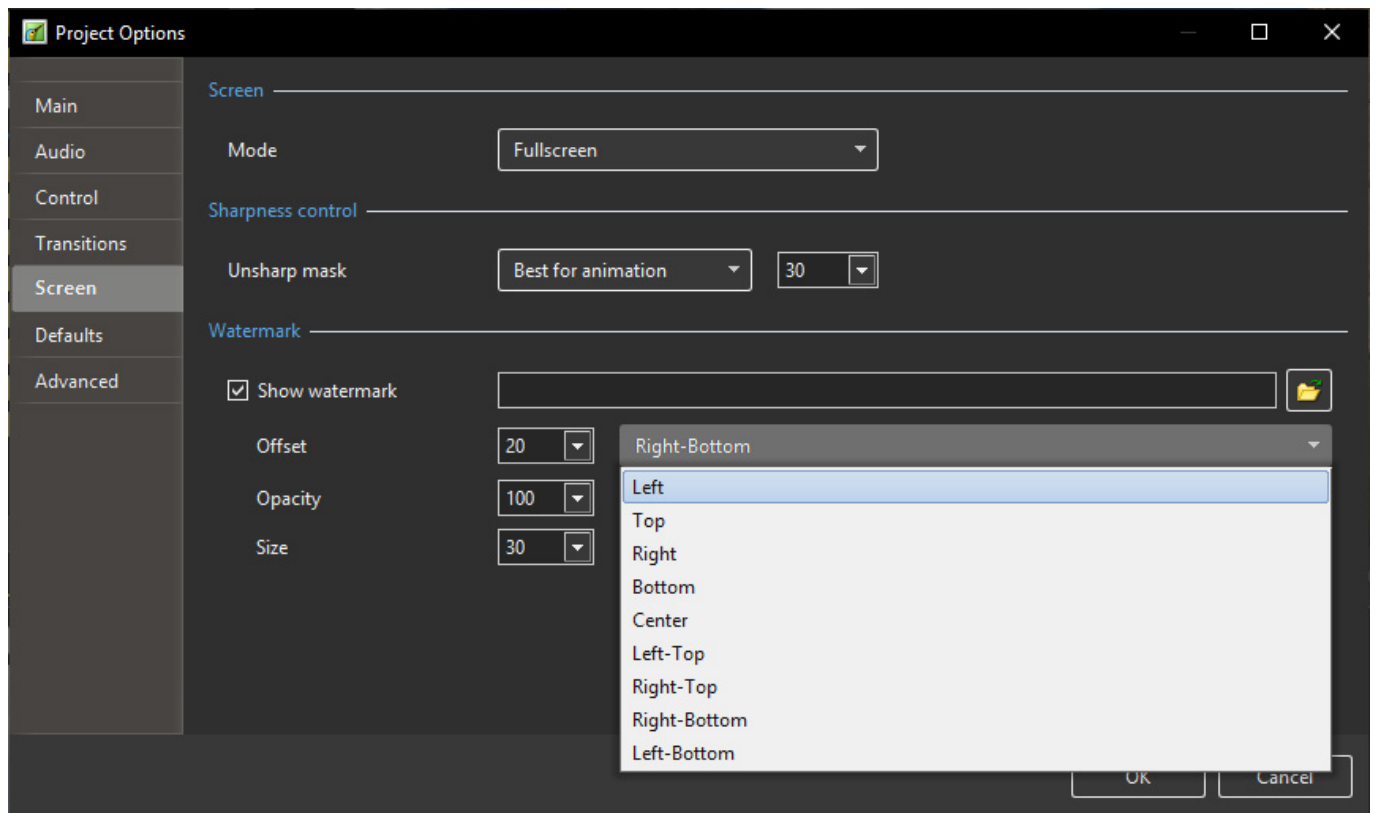 Project Options
Main
Audio
Control
Transitions
Screen
Defaults
Advanced
Screen
Mode Fullscreen
Sharpness control
Unsharp mask Best for animation 30
Watermark
Show watermark
Offset 20 Right-Bottom
Opacity 100
Size 30
Left
Top
Right
Bottom
Center
Left-Top
Right-Top
Right-Bottom
Left-Bottom
OK Cancel